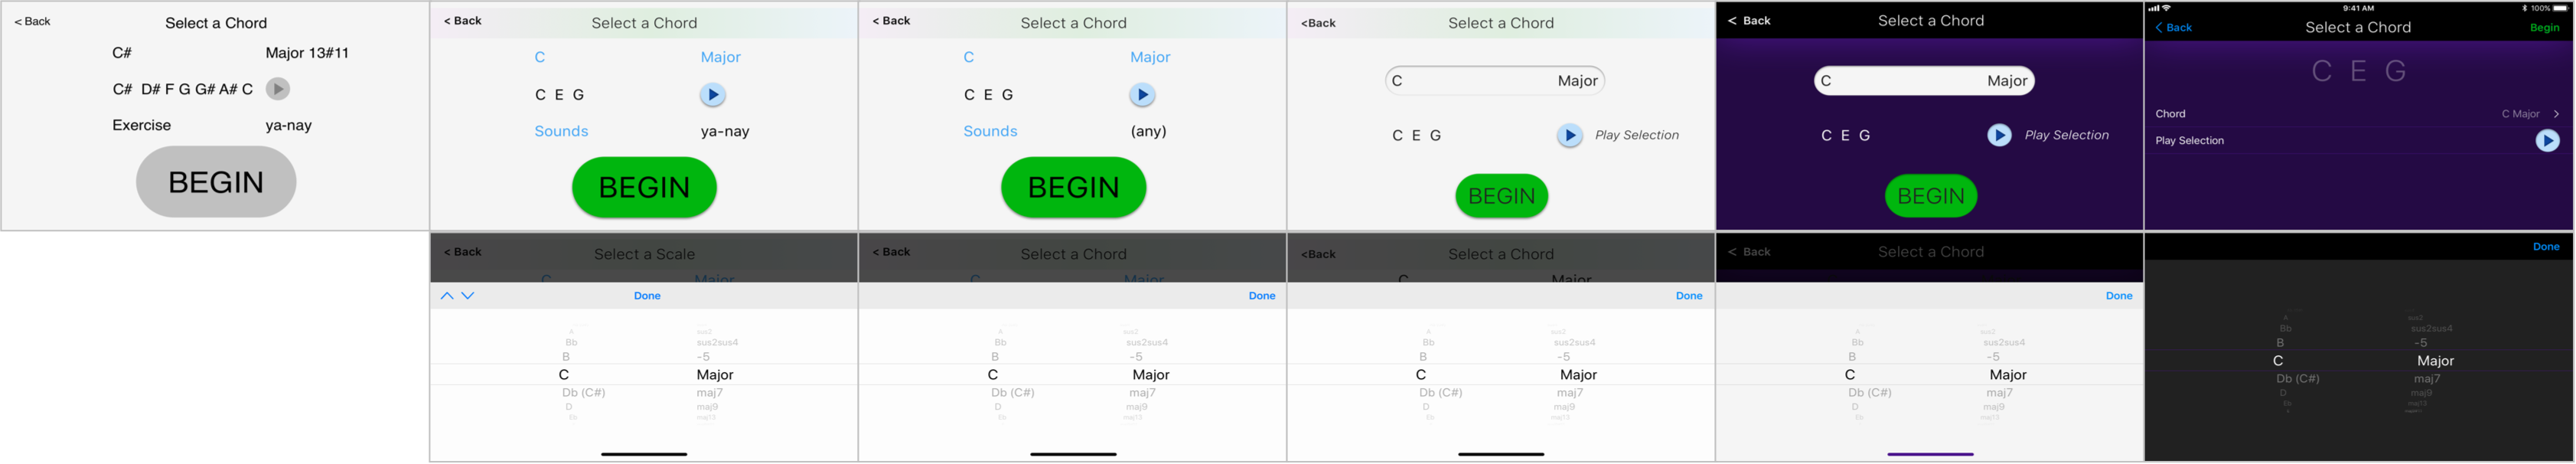 < Back
Select a Chord
C#
Major 13#11
C# D# F G G# A# C
Exercise
ya-nay
BEGIN
< Back
Select a Chord
C
Major
C E G
Sounds
ya-nay
BEGIN
< Back
Select a Chord
C
Major
C E G
Sounds
(any)
BEGIN
<Back
Select a Chord
C
Major
C E G
Play Selection
BEGIN
< Back
Select a Chord
C
Major
C E G
Play Selection
BEGIN
9:41 AM
100%
Back
Select a Chord
Begin
C E G
Chord
C Major
Play Selection
< Back
Select a Scale
C
Major
Done
A
sus2
Bb
sus2sus4
B
-5
C
Major
Db (C#)
maj7
D
maj9
Eb
maj13
< Back
Select a Chord
C
Major
Done
A
sus2
Bb
sus2sus4
B
-5
C
Major
Db (C#)
maj7
D
maj9
Eb
maj13
<Back
Select a Chord
C
Major
Done
A
sus2
Bb
sus2sus4
B
-5
C
Major
Db (C#)
maj7
D
maj9
Eb
maj13
< Back
Select a Chord
Done
A
sus2
Bb
sus2sus4
B
-5
C
Major
Db (C#)
maj7
D
maj9
Eb
maj13
Done
A
sus2
Bb
sus2sus4
B
-5
C
Major
Db (C#)
maj7
D
maj9
Eb
maj13